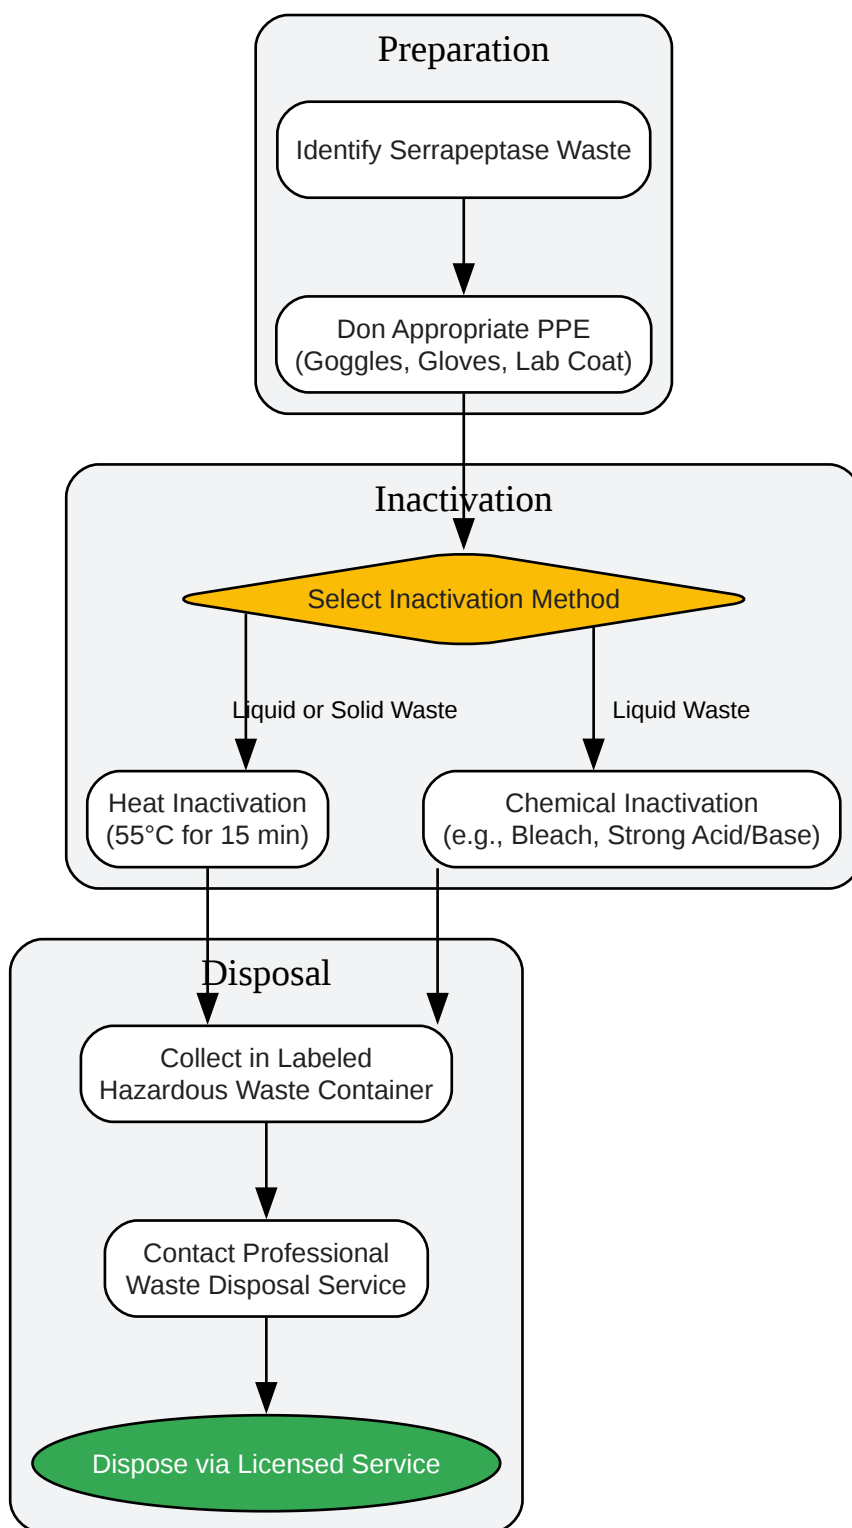 Preparation
Identify Serrapeptase Waste
Don Appropriate PPE
(Goggles, Gloves, Lab Coat)
Inactivation
Select Inactivation Method
Liquid or Solid Waste
Liquid Waste
Heat Inactivation
(55°C for 15 min)
Chemical Inactivation
(e.g., Bleach, Strong Acid/Base)
Disposal
Collect in Labeled
Hazardous Waste Container
Contact Professional
Waste Disposal Service
Dispose via Licensed Service